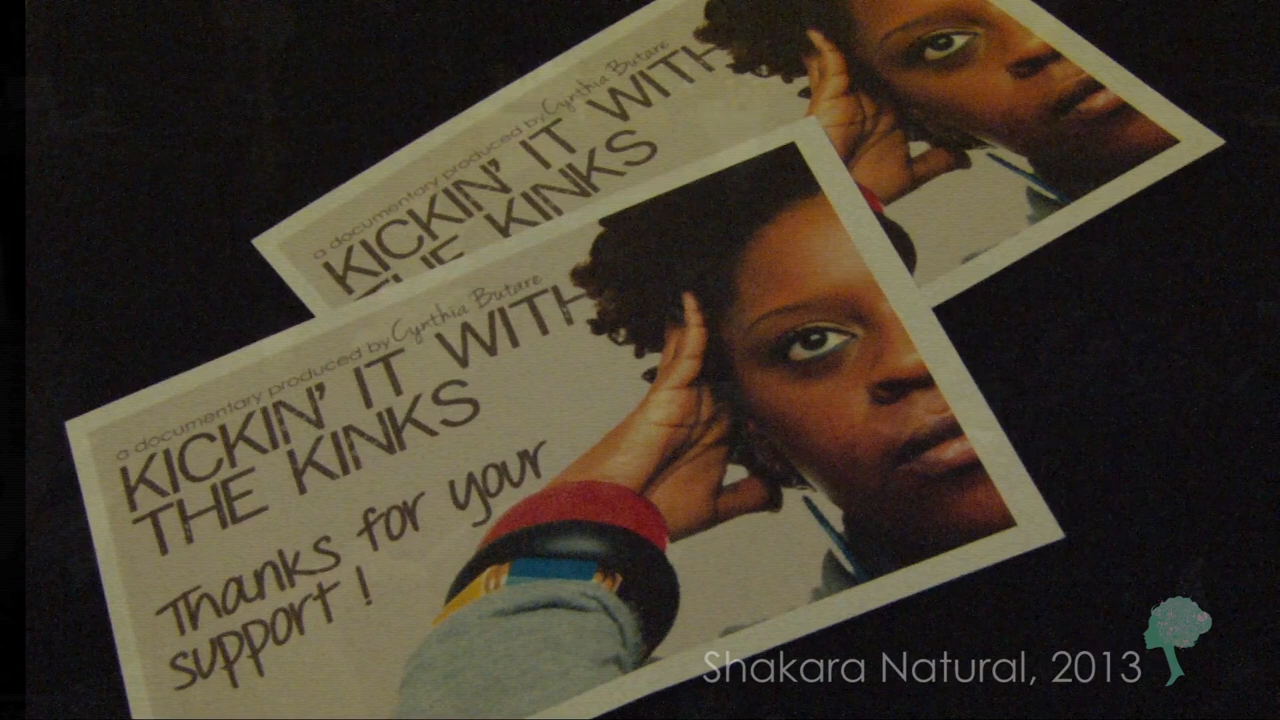 a documentary produced by Cynthia Butare
KICKIN' IT WITH
THE KINKS
a documentary produced by Cynthia Butare
KICKIN' IT WITH
THE KINKS
Thanks for your
support !
Shakara Natural, 2013